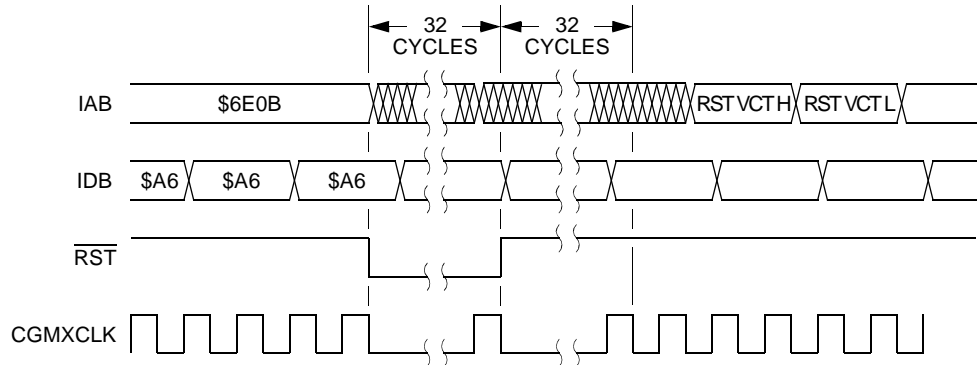 32 CYCLES
32 CYCLES
IAB
$6E0B
RST VCT H
RST VCT L
IDB
$A6
$A6
$A6
RST
CGMXCLK